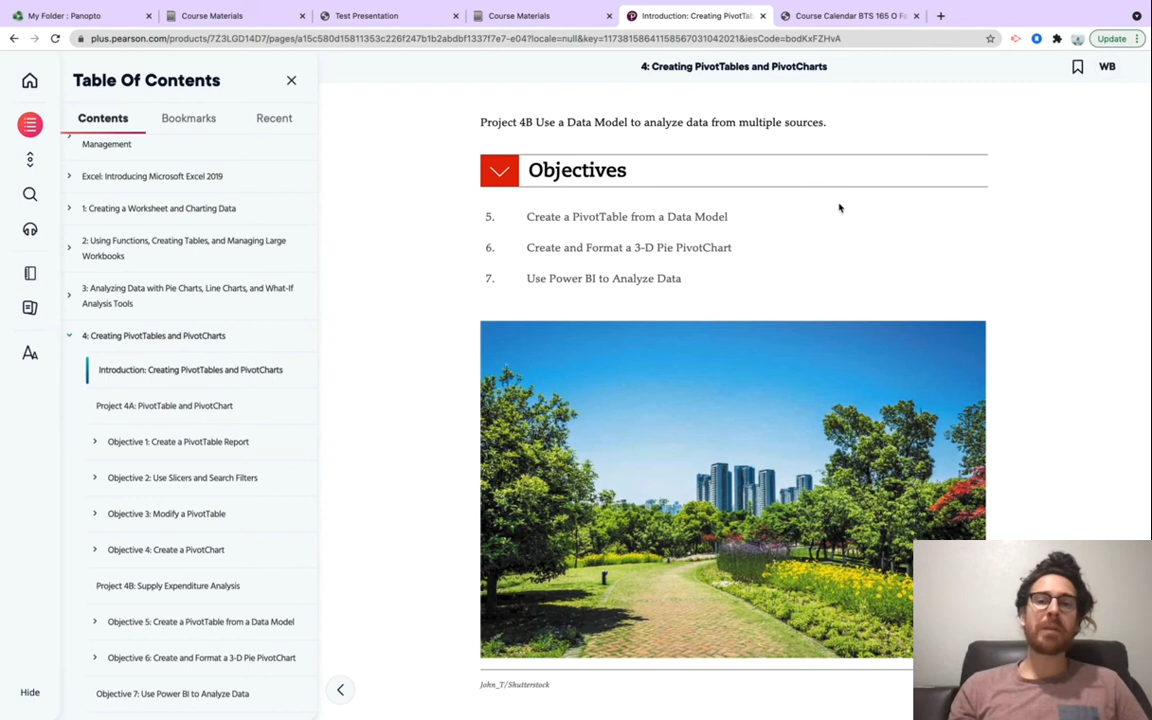 My Folder : Panopto
Course Materials
Test Presentation
Course Materials
Introduction: Creating PivotTab
Course Calendar BTS 165 O Fa
plus.pearson.com/products/7Z3LGD14D7/pages/a15c580d15811353c226f247b1b2abdbf1337f7e7-e04?locale=null&key=11738158641158567031042021&iesCode=bodKxFZHvA
Update
Table Of Contents
Contents
Bookmarks
Recent
Management
Excel: Introducing Microsoft Excel 2019
1: Creating a Worksheet and Charting Data
2: Using Functions, Creating Tables, and Managing Large
Workbooks
3: Analyzing Data with Pie Charts, Line Charts, and What-If
Analysis Tools
4: Creating PivotTables and PivotCharts
Introduction: Creating PivotTables and PivotCharts
Project 4A: PivotTable and PivotChart
Objective 1: Create a PivotTable Report
Objective 2: Use Slicers and Search Filters
Objective 3: Modify a PivotTable
Objective 4: Create a PivotChart
Project 4B: Supply Expenditure Analysis
Objective 5: Create a PivotTable from a Data Model
Objective 6: Create and Format a 3-D Pie PivotChart
Objective 7: Use Power BI to Analyze Data
Hide
4: Creating PivotTables and PivotCharts
WB
Project 4B Use a Data Model to analyze data from multiple sources.
Objectives
5. Create a PivotTable from a Data Model
6. Create and Format a 3-D Pie PivotChart
7. Use Power BI to Analyze Data
John_T/Shutterstock